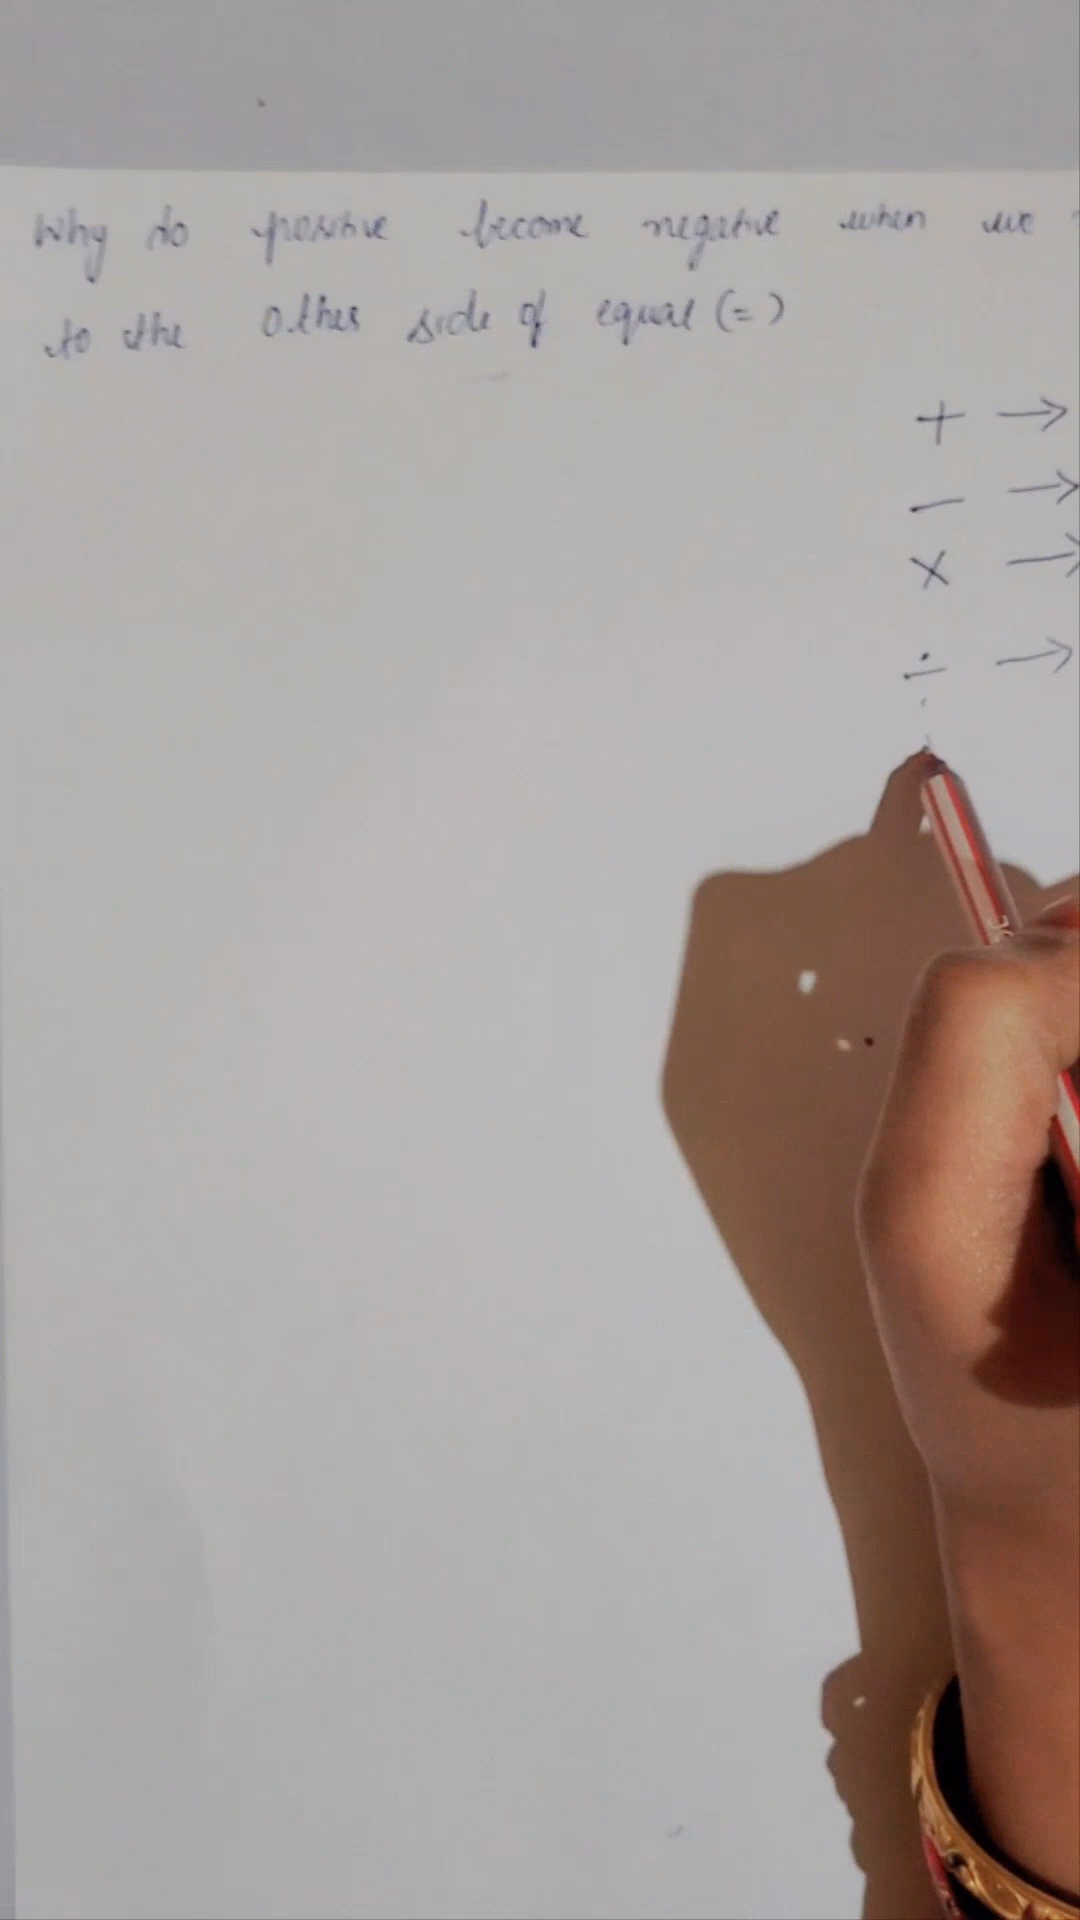 Why do positive become negative when we
to the other side of equal (=)
+ →
− →
× →
÷ →